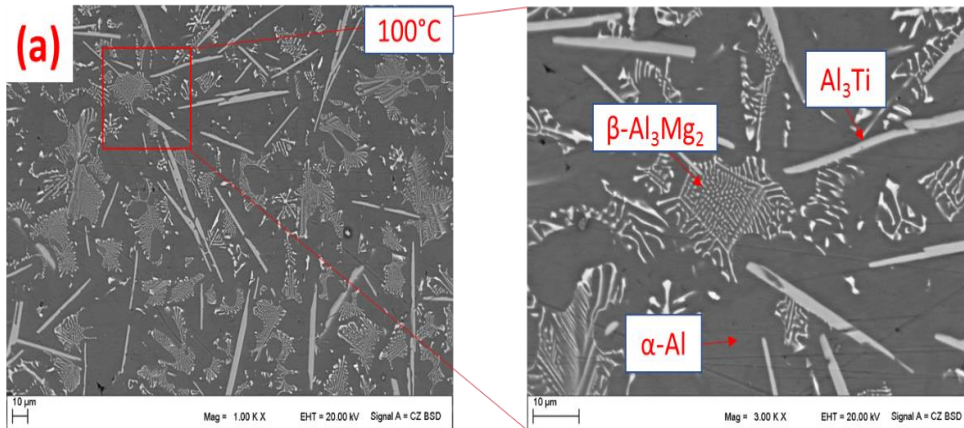 (a)
100°C
Al₃Ti
β-Al₃Mg₂
α-Al
10 µm
Mag = 1.00 K X EHT = 20.00 kV Signal A = CZ BSD
10 µm
Mag = 3.00 K X EHT = 20.00 kV Signal A = CZ BSD